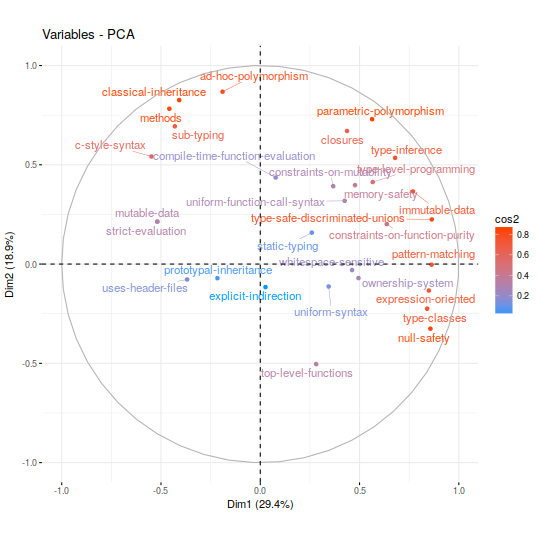 Variables - PCA
1.0
0.5
0.0
-0.5
-1.0
Dim2 (18.9%)
ad-hoc-polymorphism
classical-inheritance
methods
parametric-polymorphism
sub-typing
closures
c-style-syntax
type-inference
compile-time-function-evaluation
constraints-on-mutability
type-level-programming
memory-safety
uniform-function-call-syntax
mutable-data
immutable-data
type-safe-discriminated-unions
strict-evaluation
constraints-on-function-purity
static-typing
pattern-matching
whitespace-sensitive
prototypal-inheritance
ownership-system
uses-header-files
explicit-indirection
expression-oriented
uniform-syntax
type-classes
null-safety
top-level-functions
-1.0
-0.5
0.0
0.5
1.0
Dim1 (29.4%)
cos2
0.8
0.6
0.4
0.2